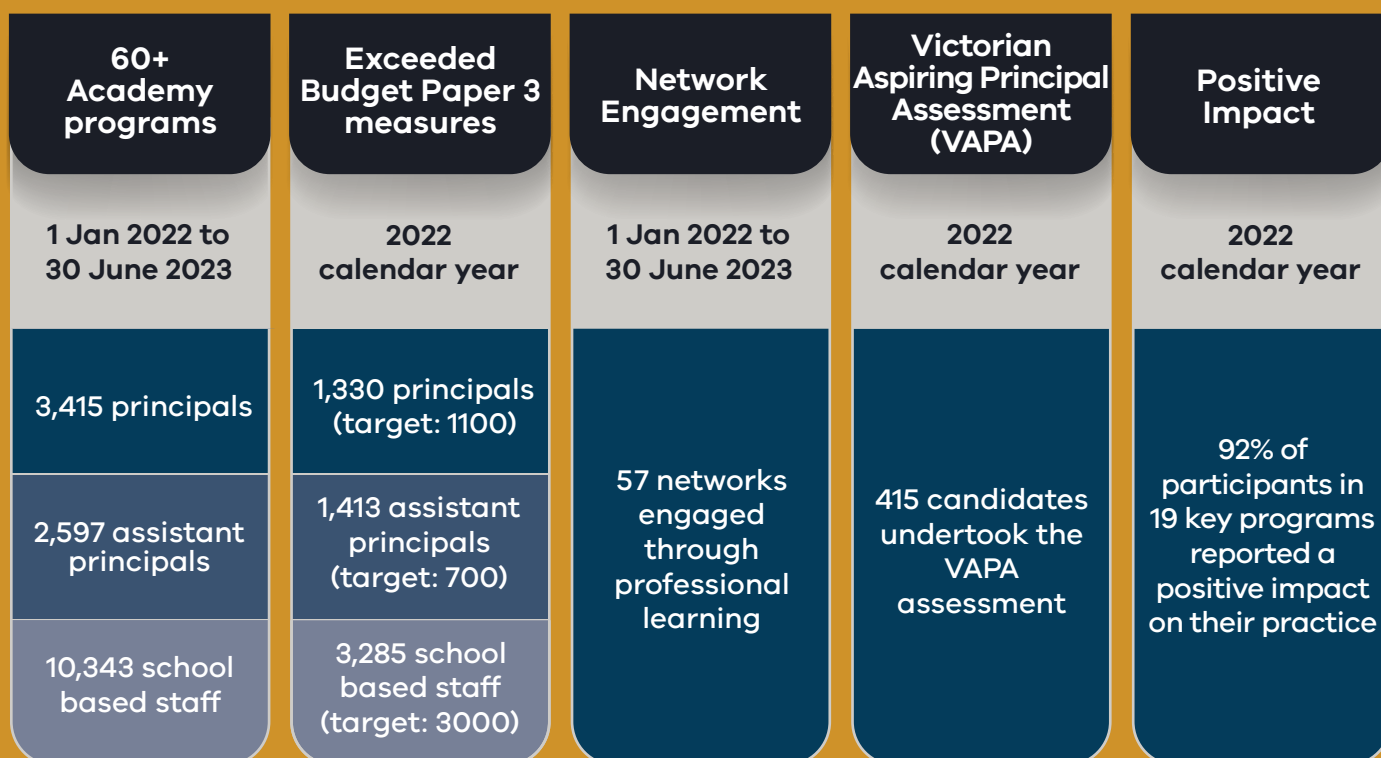 60+
Academy
programs
1 Jan 2022 to
30 June 2023
3,415 principals
2,597 assistant
principals
10,343 school
based staff
Exceeded
Budget Paper 3
measures
2022
calendar year
1,330 principals
(target: 1100)
1,413 assistant
principals
(target: 700)
3,285 school
based staff
(target: 3000)
Network
Engagement
1 Jan 2022 to
30 June 2023
57 networks
engaged
through
professional
learning
Victorian
Aspiring Principal
Assessment
(VAPA)
2022
calendar year
415 candidates
undertook the
VAPA
assessment
Positive
Impact
2022
calendar year
92% of
participants in
19 key programs
reported a
positive impact
on their practice